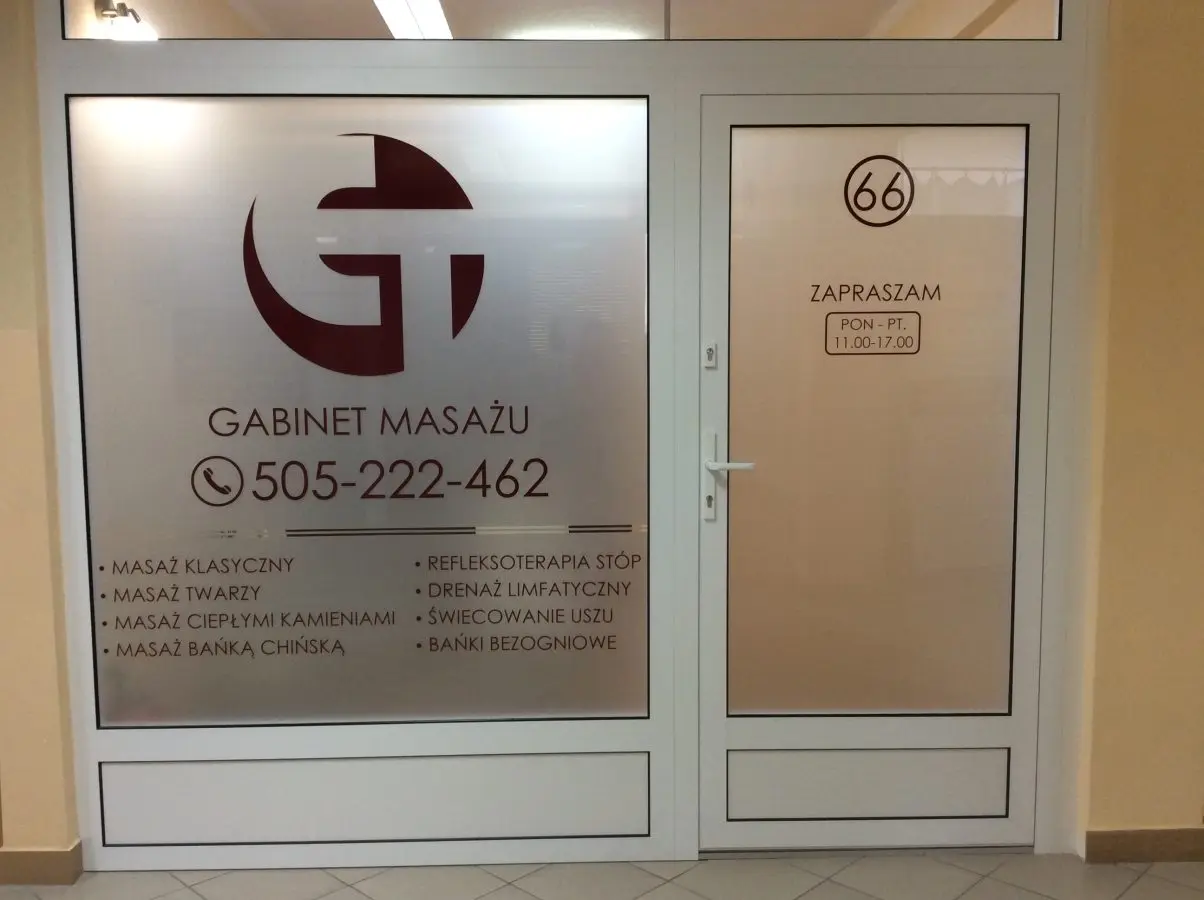 GT
GABINET MASAŻU
505-222-462
• MASAŻ KLASYCZNY
• MASAŻ TWARZY
• MASAŻ CIEPŁYMI KAMIENIAMI
• MASAŻ BAŃKĄ CHIŃSKĄ
• REFLEKSOTERAPIA STÓP
• DRENAŻ LIMFATYCZNY
• ŚWIECOWANIE USZU
• BAŃKI BEZOGNIOWE
66
ZAPRASZAM
PON - PT.
11.00-17.00